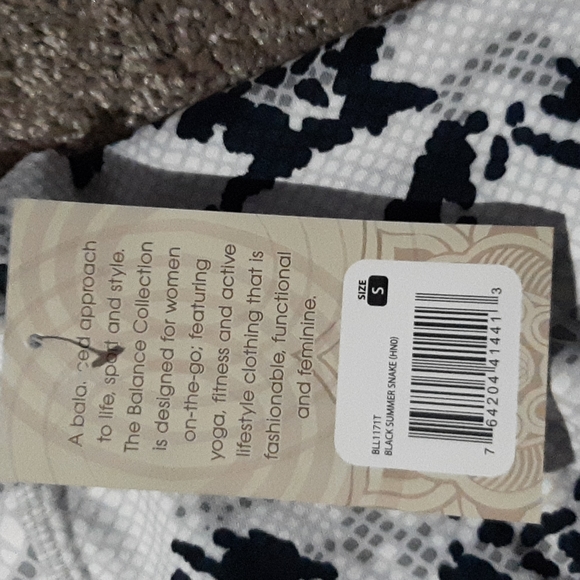 A bala ced approach
to life, sport and style.
The Balance Collection
is designed for women
on-the-go; featuring
yoga, fitness and active
lifestyle clothing that is
fashionable, functional
and feminine.
SIZE
S
BLL1171T
BLACK SUMMER SNAKE (HN0)
7 64204 41441 3